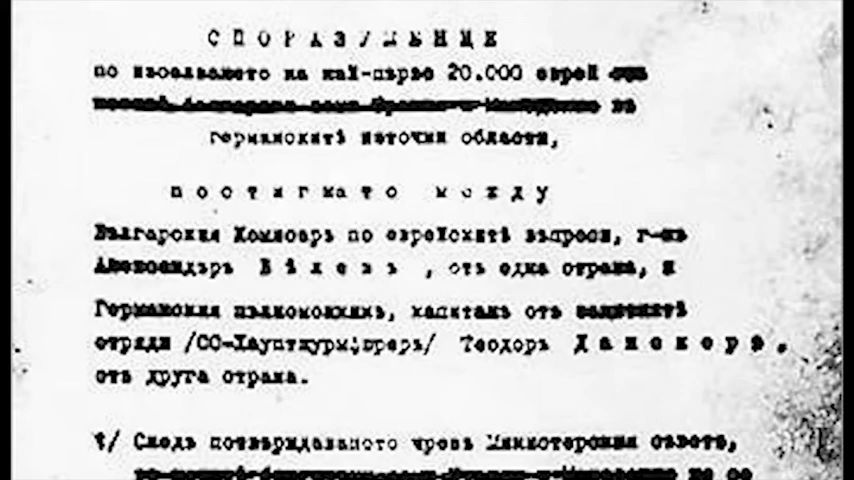 СПОРАЗУМЕНИЕ
по изселването на най-първо 20.000 евреи
въ
германскитѣ източни области,
постигнато между
Българския Комисаръ по еврейскитѣ въпроси, г-нъ
Александъръ Бѣлевъ, отъ една страна, и
Германския пълномощникъ, капитанъ отъ защитнитѣ
отряди /СС-Хауптщурмфюреръ/ Теодоръ Данекеръ,
отъ друга страна.
1/ Следъ потвърждаването чрезъ Министерския съветъ,